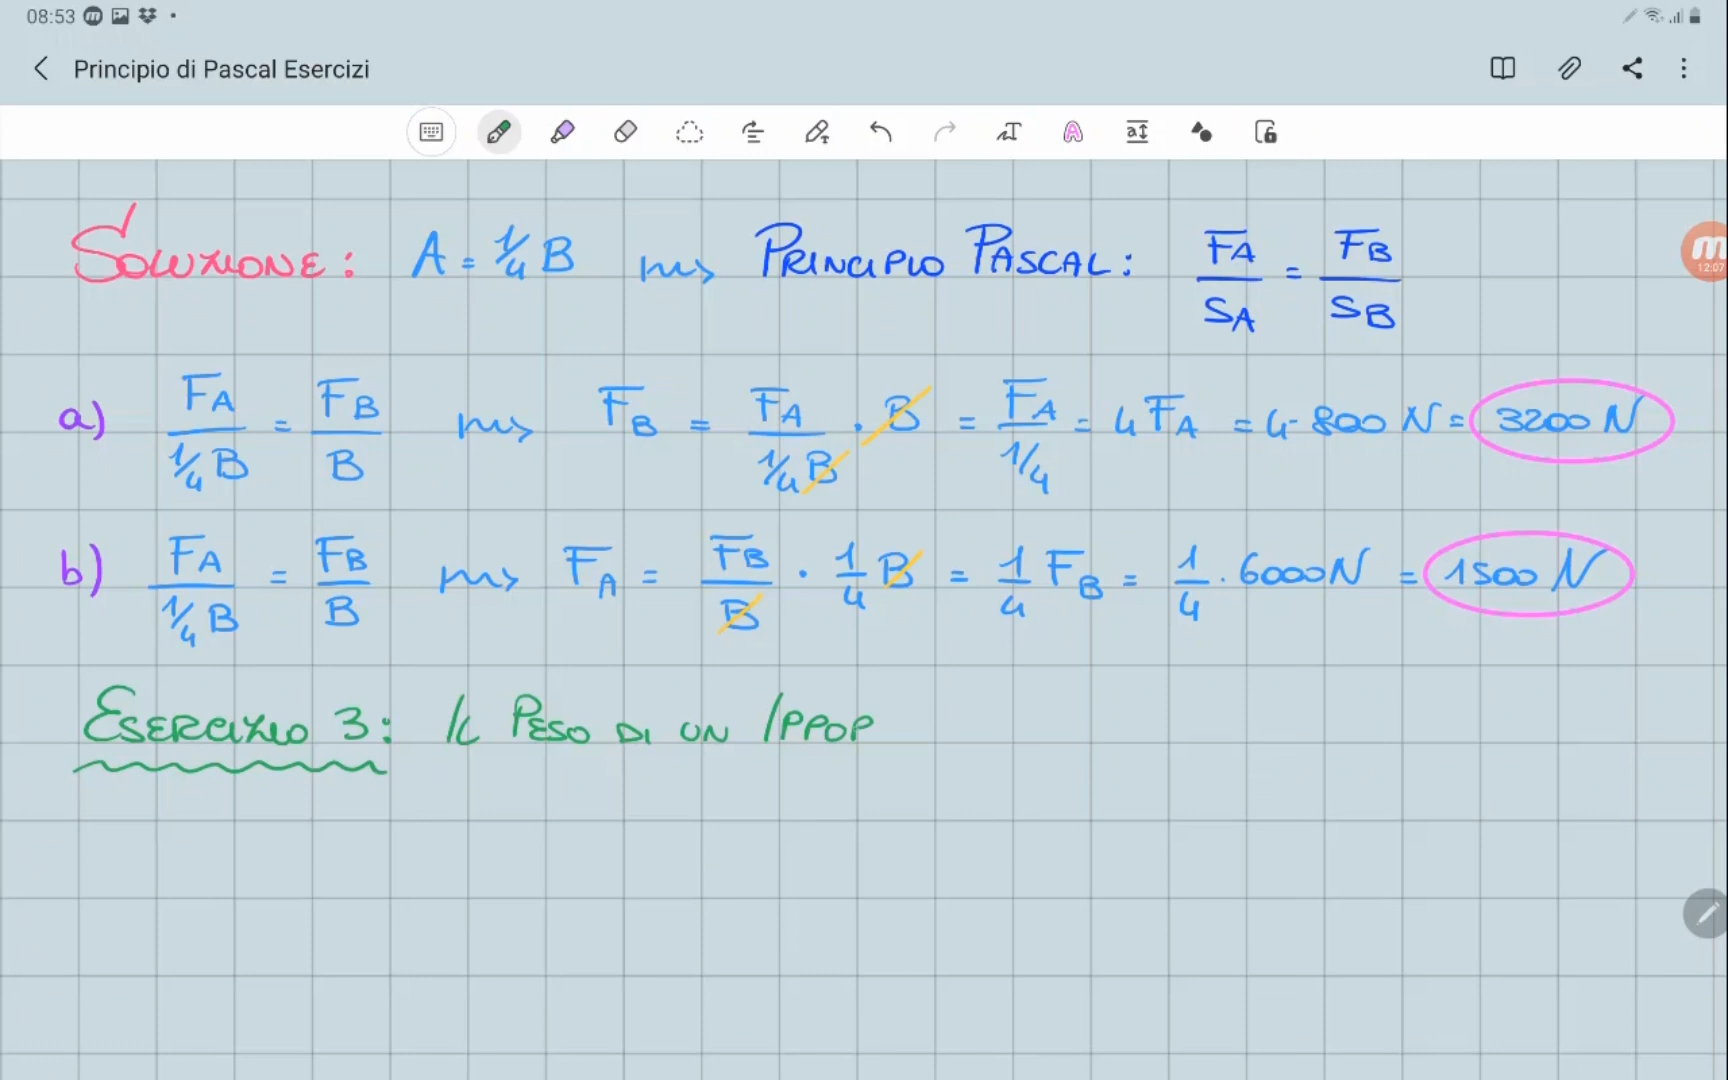 08:53
Principio di Pascal Esercizi
12:07
SOLUZIONE: A = 1/4 B ⇝ PRINCIPIO PASCAL: FA/SA = FB/SB
a) FA/(1/4 B) = FB/B ⇝ FB = FA/(1/4 B) · B = FA/(1/4) = 4 FA = 4 · 800 N = 3200 N
b) FA/(1/4 B) = FB/B ⇝ FA = FB/B · 1/4 B = 1/4 FB = 1/4 · 6000 N = 1500 N
ESERCIZIO 3: IL PESO DI UN IPPOP